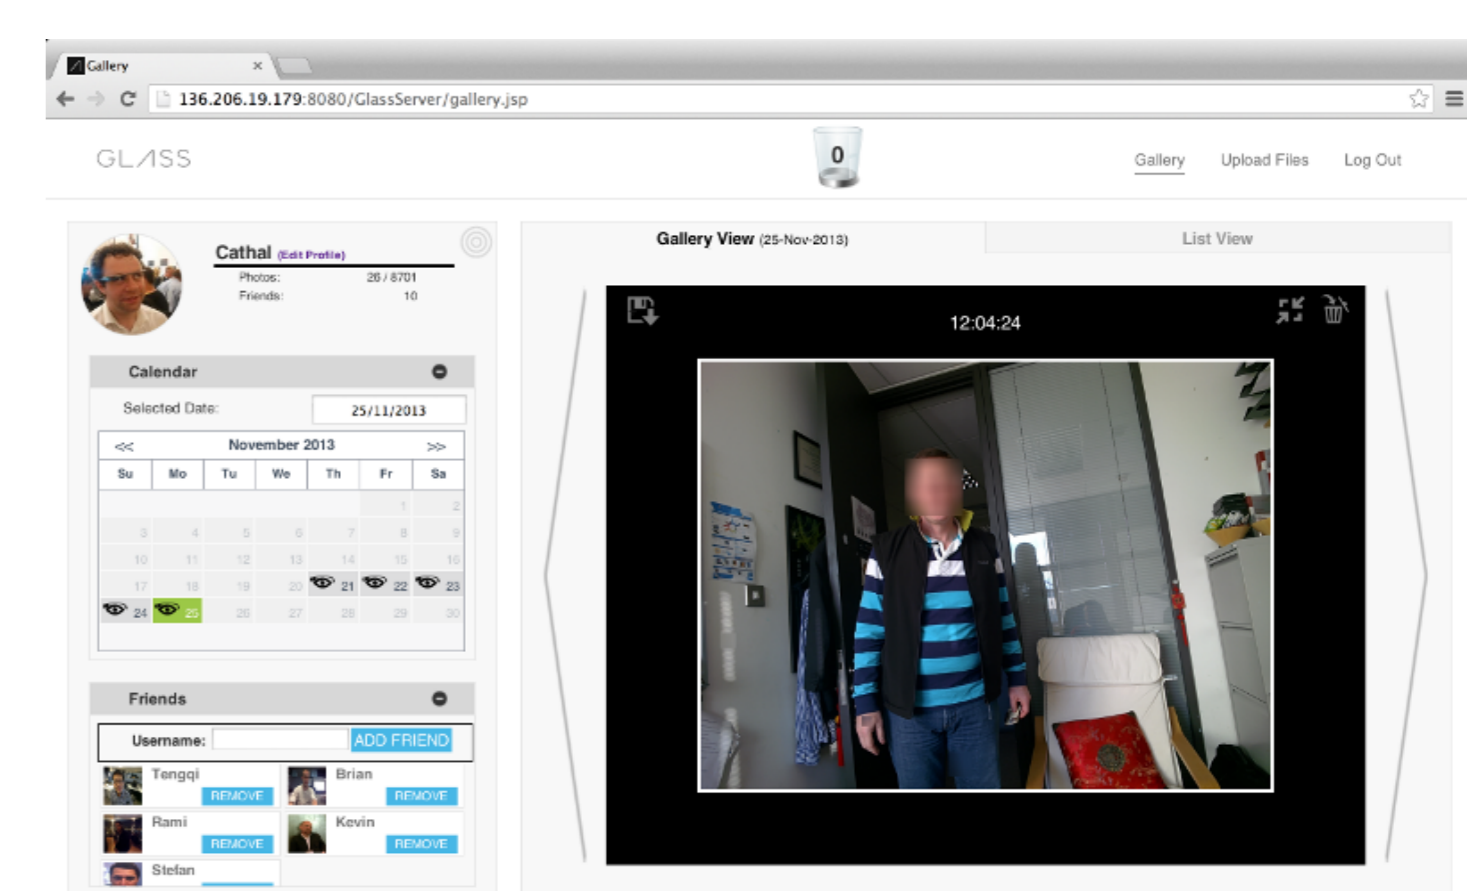 Gallery ×
136.206.19.179:8080/GlassServer/gallery.jsp
GLASS
0
Gallery Upload Files Log Out
Cathal (Edit Profile)
Photos: 26 / 8701
Friends: 10
Gallery View (25-Nov-2013) List View
12:04:24
Calendar
Selected Date: 25/11/2013
<< November 2013 >>
Su Mo Tu We Th Fr Sa
1 2
3 4 5 6 7 8 9
10 11 12 13 14 15 16
17 18 19 20 21 22 23
24 25 26 27 28 29 30
Friends
Username: ADD FRIEND
Tengqi Brian
REMOVE REMOVE
Rami Kevin
REMOVE REMOVE
Stefan